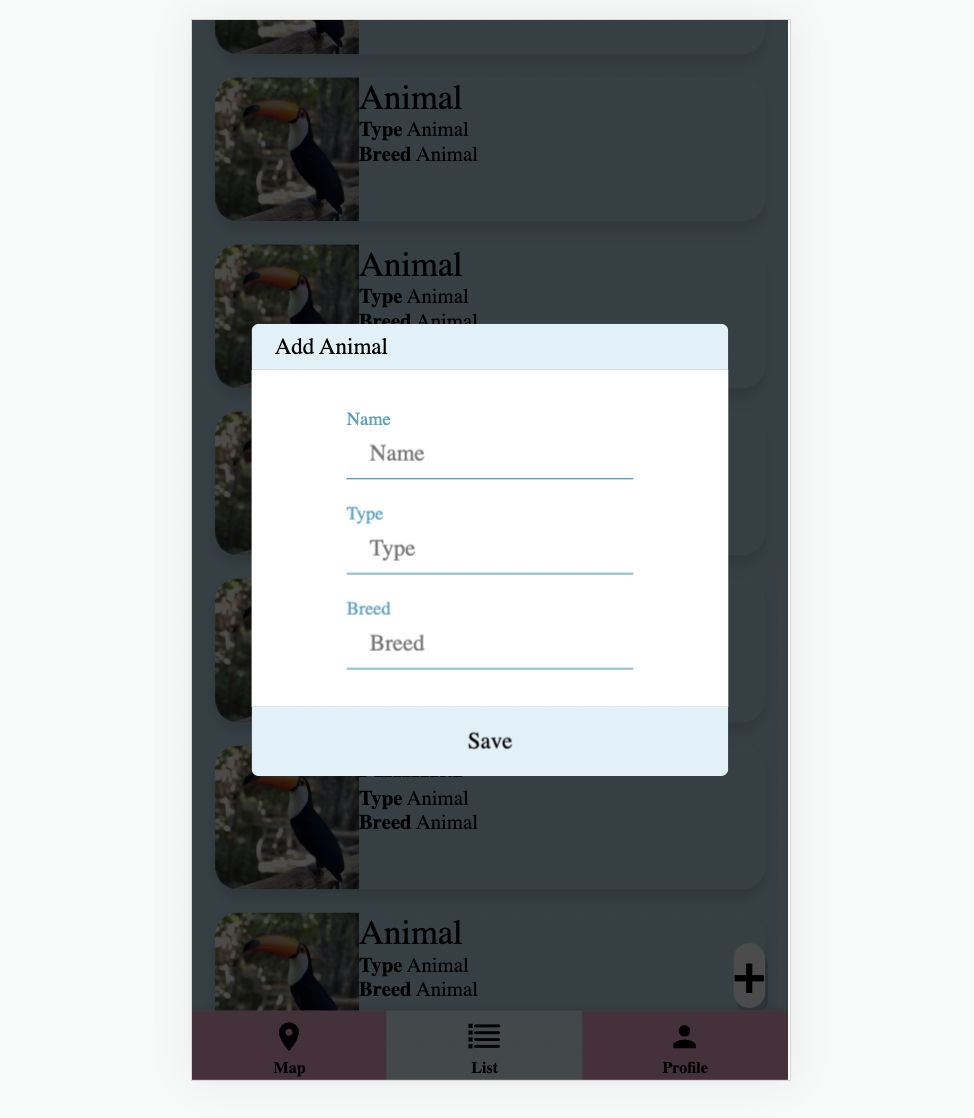 Animal
Type Animal
Breed Animal
Animal
Type Animal
Breed Animal
Add Animal
Name
Name
Type
Type
Breed
Breed
Save
Type Animal
Breed Animal
Animal
Type Animal
Breed Animal
Map
List
Profile